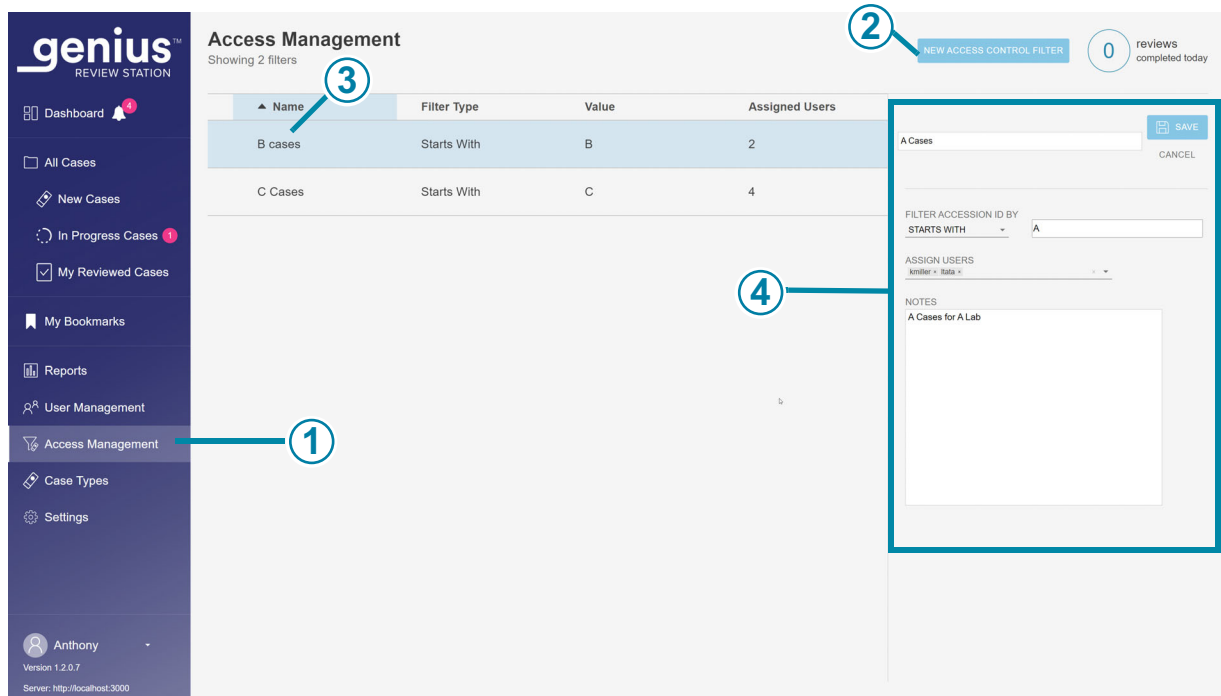 genius™
REVIEW STATION
Dashboard 4
All Cases
New Cases
In Progress Cases 1
My Reviewed Cases
My Bookmarks
Reports
User Management
Access Management
Case Types
Settings
Anthony
Version 1.2.0.7
Server: http://localhost:3000
1
Access Management
Showing 2 filters
2
NEW ACCESS CONTROL FILTER
0
reviews
completed today
3
Name Filter Type Value Assigned Users
B cases Starts With B 2
C Cases Starts With C 4
4
A Cases
SAVE
CANCEL
FILTER ACCESSION ID BY
STARTS WITH A
ASSIGN USERS
kmiller × ltata ×
NOTES
A Cases for A Lab